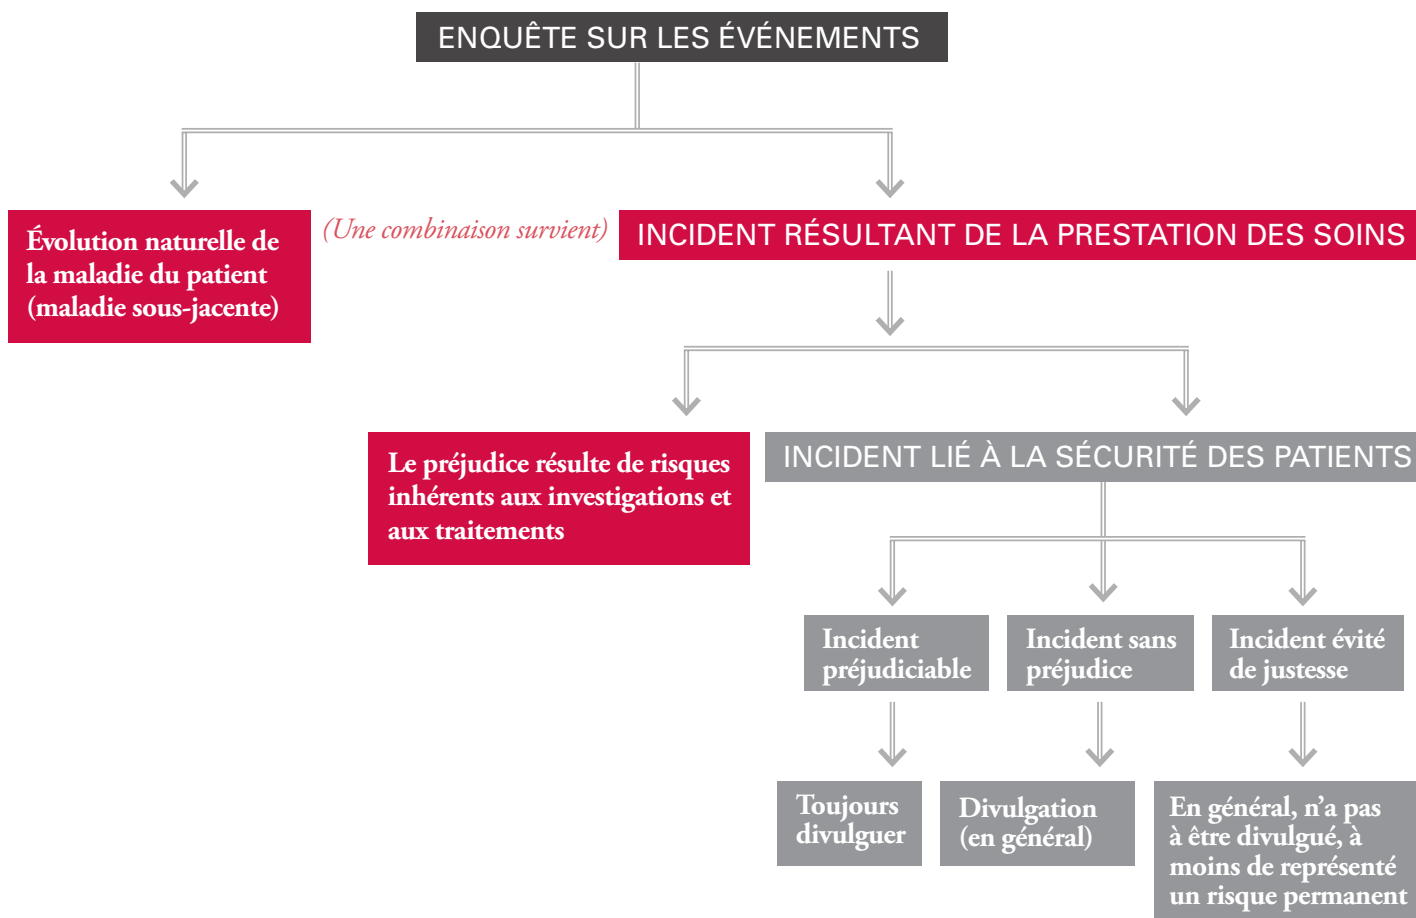 ENQUÊTE SUR LES ÉVÉNEMENTS
Évolution naturelle de
la maladie du patient
(maladie sous-jacente)
(Une combinaison survient)
INCIDENT RÉSULTANT DE LA PRESTATION DES SOINS
Le préjudice résulte de risques
inhérents aux investigations et
aux traitements
INCIDENT LIÉ À LA SÉCURITÉ DES PATIENTS
Incident
préjudiciable
Incident sans
préjudice
Incident évité
de justesse
Toujours
divulguer
Divulgation
(en général)
En général, n'a pas
à être divulgué, à
moins de représenté
un risque permanent